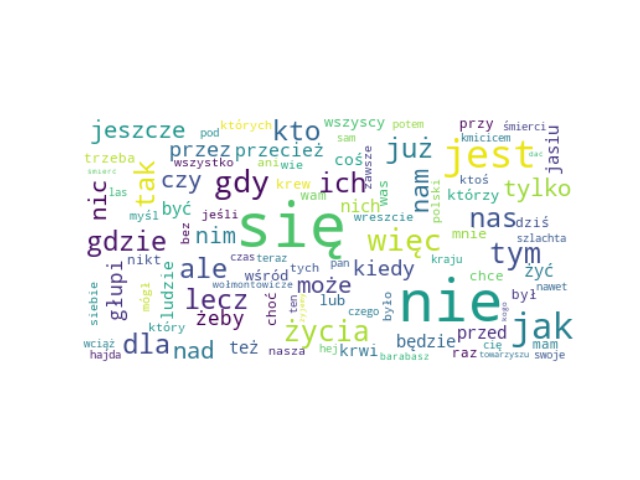 jeszcze pod których kto wszyscy potem przy śmierci
sam kmicicem
trzeba przez przecież już jest dać
wszystko ani wie coś zawsze jasiu
śmierć las tak czy gdy krew ich was nam ktoś
nic wam polski którzy tylko
myśl być jeśli nich wreszcie nas dziś
gdzie bez nim się więc mnie szlachta
nikt czas teraz tym
ale wśród tych pan kiedy kraju chce żyć
siebie głupi mógł ludzie wołmontowicze może nie był nawet
lecz choć ten żyjemy lub było kogo
żeby życia czego jak
który przed
wciąż dla nad też nasza hej krwi będzie cię mam
hajda barabasz raz towarzyszu swoje